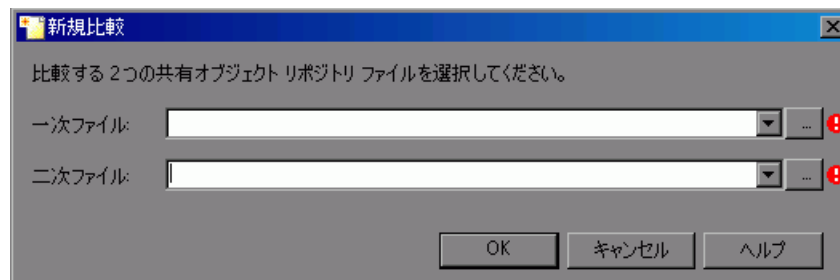 新規比較
比較する 2つの共有オブジェクト リポジトリ ファイルを選択してください。
一次ファイル:
...
二次ファイル:
...
OK キャンセル ヘルプ